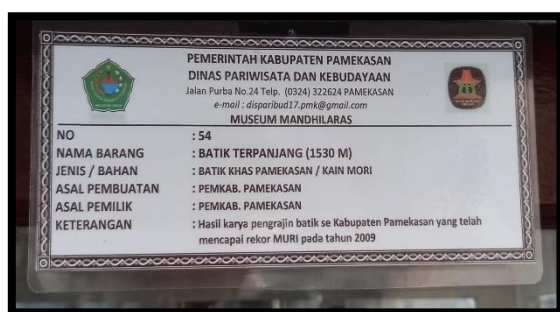 PEMERINTAH KABUPATEN PAMEKASAN
DINAS PARIWISATA DAN KEBUDAYAAN
Jalan Purba No.24 Telp. (0324) 322624 PAMEKASAN
e-mail : disparibud17.pmk@gmail.com
MUSEUM MANDHILARAS
NO : 54
NAMA BARANG : BATIK TERPANJANG (1530 M)
JENIS / BAHAN : BATIK KHAS PAMEKASAN / KAIN MORI
ASAL PEMBUATAN : PEMKAB. PAMEKASAN
ASAL PEMILIK : PEMKAB. PAMEKASAN
KETERANGAN : Hasil karya pengrajin batik se Kabupaten Pamekasan yang telah
mencapai rekor MURI pada tahun 2009